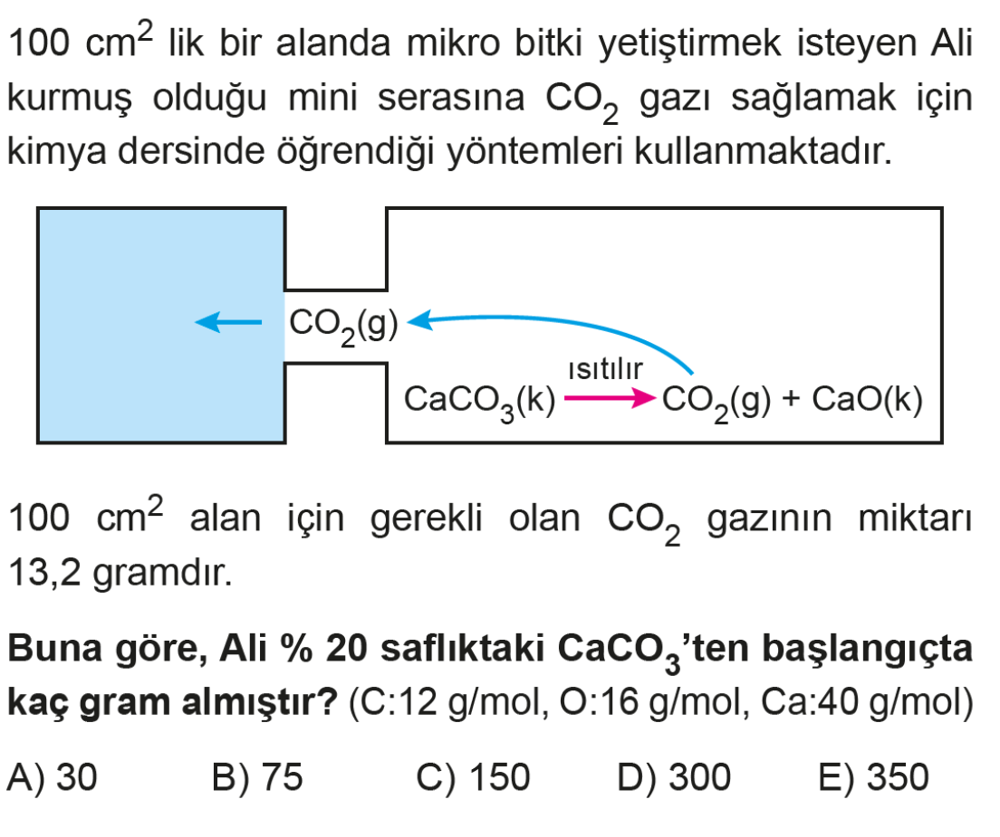 100 cm² lik bir alanda mikro bitki yetiştirmek isteyen Ali
kurmuş olduğu mini serasına CO₂ gazı sağlamak için
kimya dersinde öğrendiği yöntemleri kullanmaktadır.
CO₂(g)
ısıtılır
CaCO₃(k) → CO₂(g) + CaO(k)
100 cm² alan için gerekli olan CO₂ gazının miktarı
13,2 gramdır.
Buna göre, Ali % 20 saflıktaki CaCO₃’ten başlangıçta
kaç gram almıştır? (C:12 g/mol, O:16 g/mol, Ca:40 g/mol)
A) 30 B) 75 C) 150 D) 300 E) 350